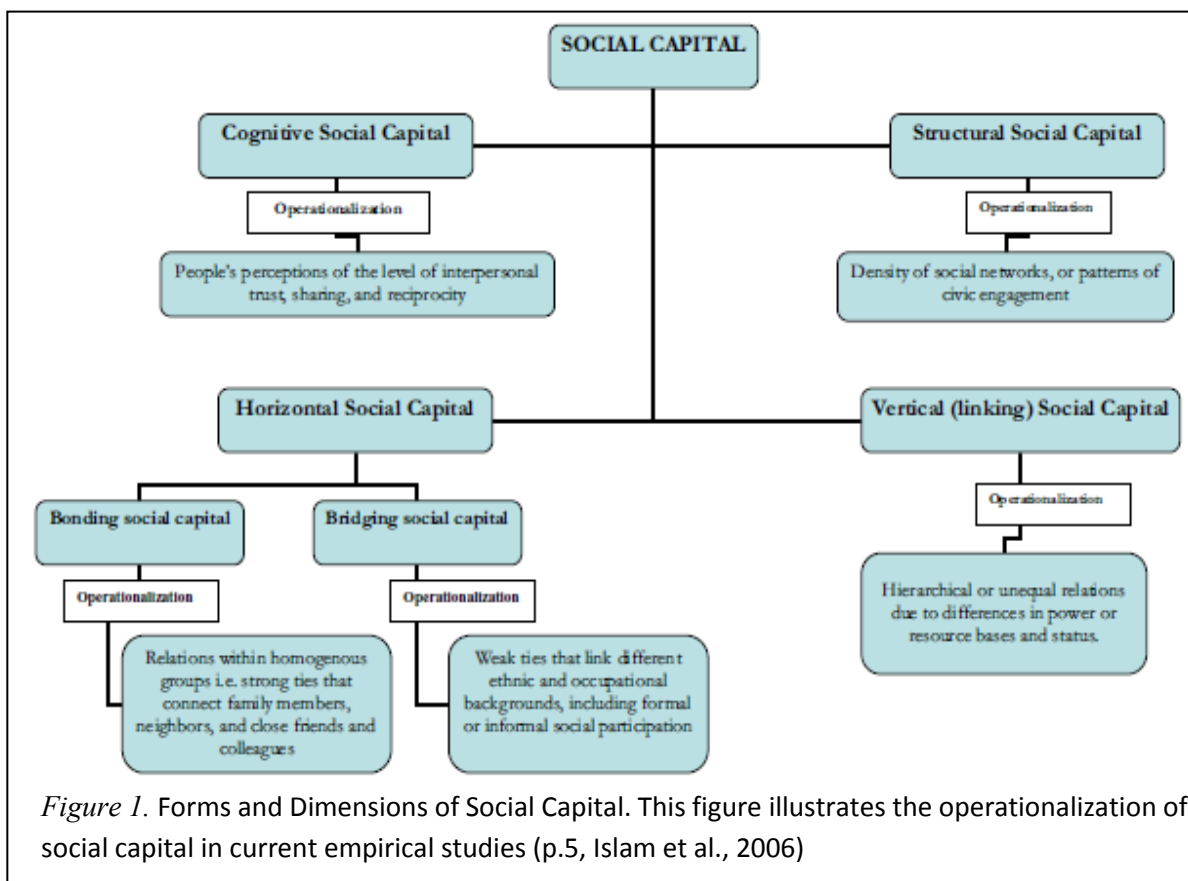 SOCIAL CAPITAL
Cognitive Social Capital
Structural Social Capital
Operationalization
Operationalization
People's perceptions of the level of interpersonal
trust, sharing, and reciprocity
Density of social networks, or patterns of
civic engagement
Horizontal Social Capital
Vertical (linking) Social Capital
Bonding social capital
Bridging social capital
Operationalization
Operationalization
Operationalization
Relations within homogenous
groups i.e. strong ties that
connect family members,
neighbors, and close friends and
colleagues
Weak ties that link different
ethnic and occupational
backgrounds, including formal
or informal social participation
Hierarchical or unequal relations
due to differences in power or
resource bases and status.
Figure 1. Forms and Dimensions of Social Capital. This figure illustrates the operationalization of
social capital in current empirical studies (p.5, Islam et al., 2006)